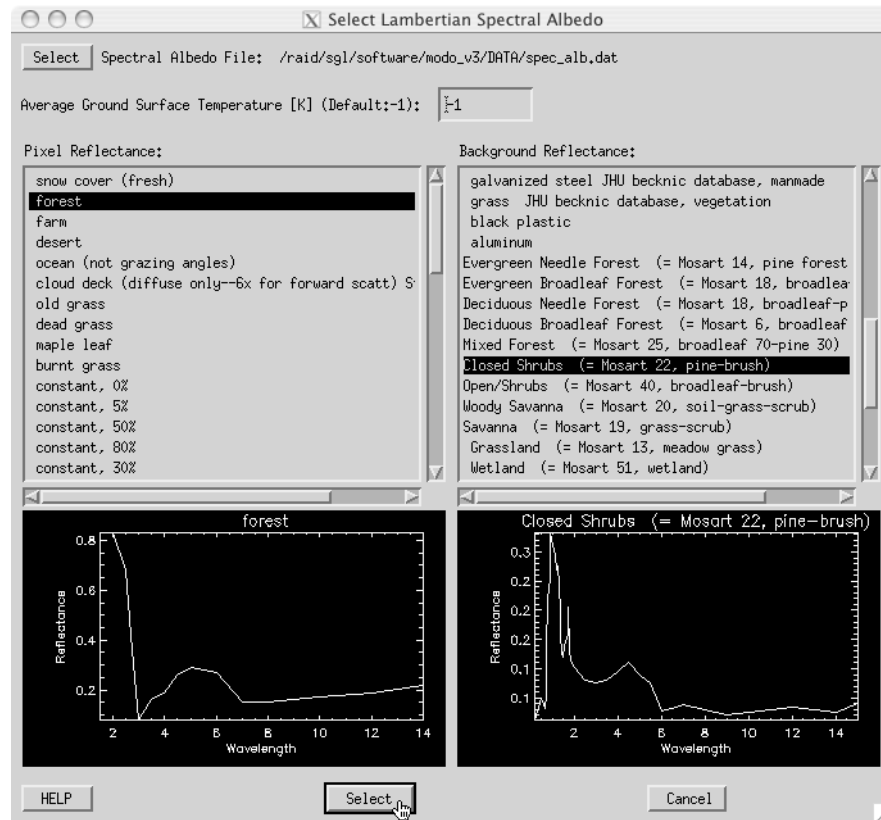 Select Lambertian Spectral Albedo
Select Spectral Albedo File: /raid/sgl/software/modo_v3/DATA/spec_alb.dat
Average Ground Surface Temperature [K] (Default:-1): -1
Pixel Reflectance:
snow cover (fresh)
forest
farm
desert
ocean (not grazing angles)
cloud deck (diffuse only--6x for forward scatt) S
old grass
dead grass
maple leaf
burnt grass
constant, 0%
constant, 5%
constant, 50%
constant, 80%
constant, 30%
Background Reflectance:
galvanized steel JHU becknic database, manmade
grass JHU becknic database, vegetation
black plastic
aluminum
Evergreen Needle Forest (= Mosart 14, pine forest
Evergreen Broadleaf Forest (= Mosart 18, broadlea
Deciduous Needle Forest (= Mosart 18, broadleaf-p
Deciduous Broadleaf Forest (= Mosart 6, broadleaf
Mixed Forest (= Mosart 25, broadleaf 70-pine 30)
Closed Shrubs (= Mosart 22, pine-brush)
Open/Shrubs (= Mosart 40, broadleaf-brush)
Woody Savanna (= Mosart 20, soil-grass-scrub)
Savanna (= Mosart 19, grass-scrub)
Grassland (= Mosart 13, meadow grass)
Wetland (= Mosart 51, wetland)
forest
0.8
0.6
0.4
0.2
Reflectance
2 4 6 8 10 12 14
Wavelength
Closed Shrubs (= Mosart 22, pine-brush)
0.3
0.2
0.2
0.2
0.1
0.1
Reflectance
2 4 6 8 10 12 14
Wavelength
HELP
Select
Cancel